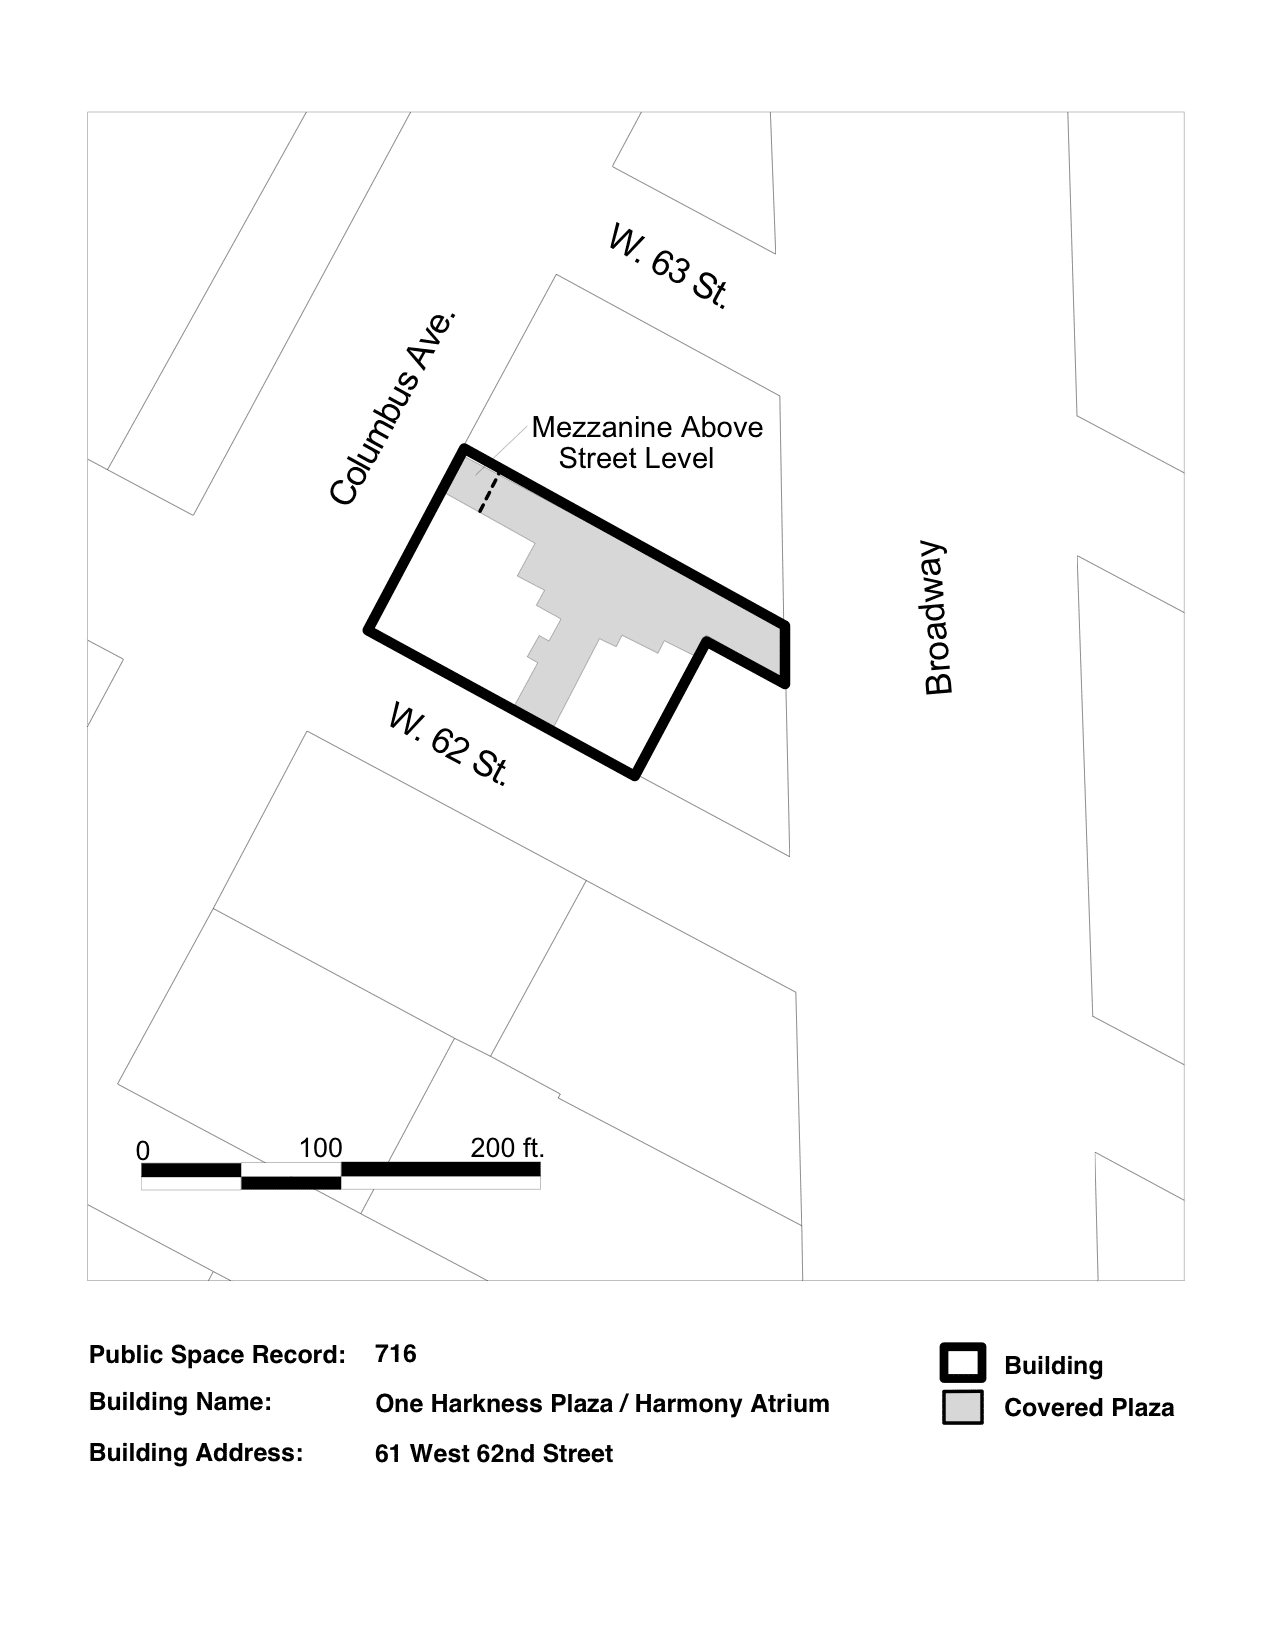 W. 63 St.
Columbus Ave.
Mezzanine Above
Street Level
Broadway
W. 62 St.
0 100 200 ft.
Public Space Record: 716
Building Name: One Harkness Plaza / Harmony Atrium
Building Address: 61 West 62nd Street
Building
Covered Plaza